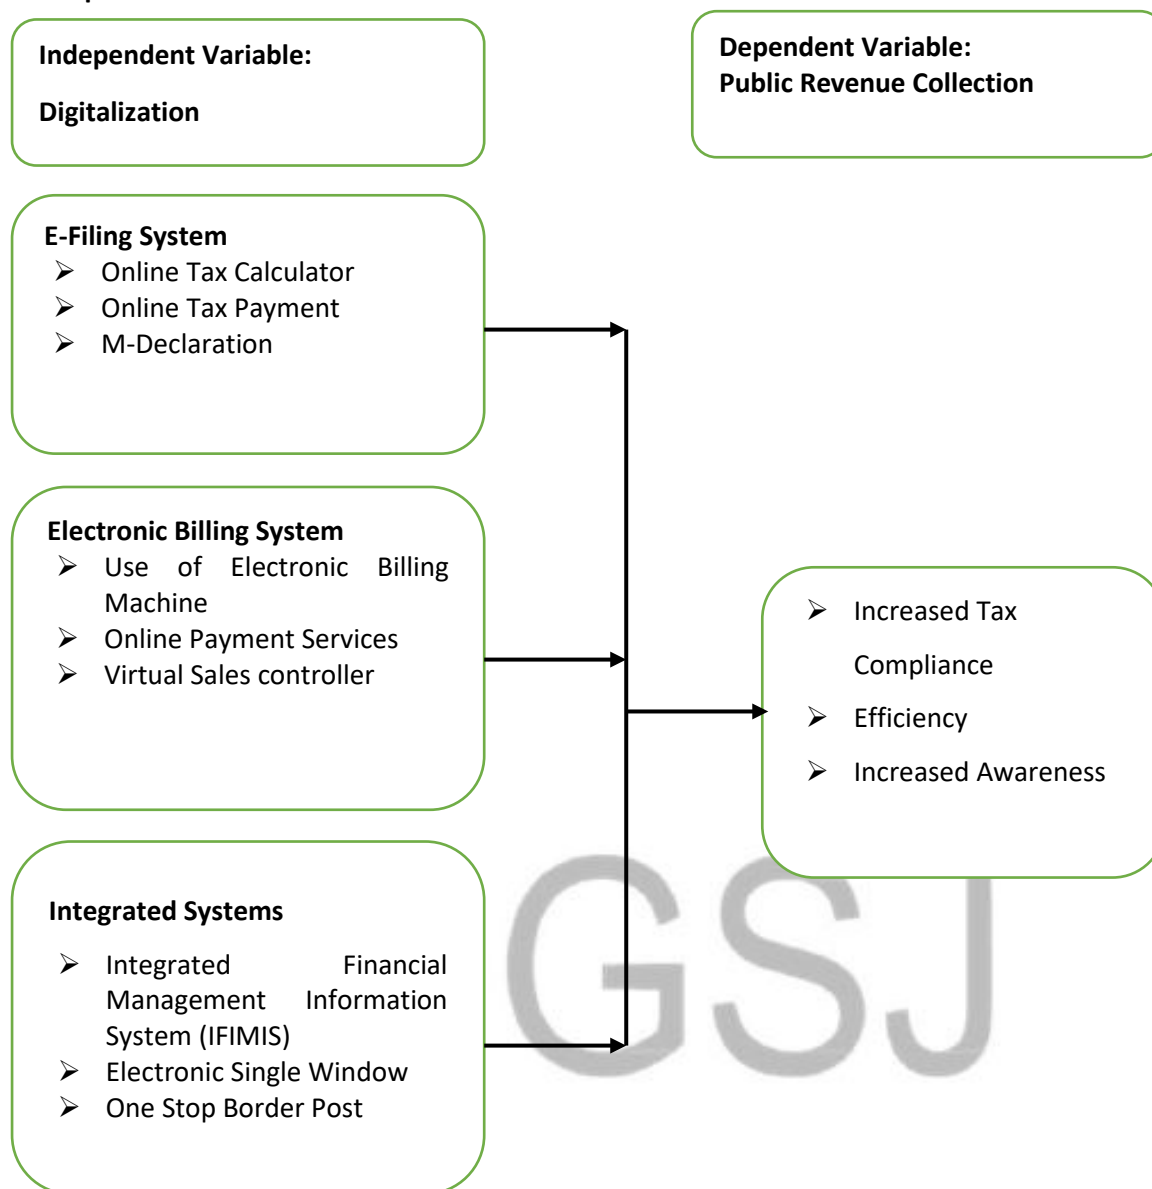 Independent Variable:
Digitalization
Dependent Variable:
Public Revenue Collection
E-Filing System
➢ Online Tax Calculator
➢ Online Tax Payment
➢ M-Declaration
Electronic Billing System
➢ Use of Electronic Billing
Machine
➢ Online Payment Services
➢ Virtual Sales controller
Integrated Systems
➢ Integrated Financial
Management Information
System (IFIMIS)
➢ Electronic Single Window
➢ One Stop Border Post
➢ Increased Tax
Compliance
➢ Efficiency
➢ Increased Awareness
GSJ